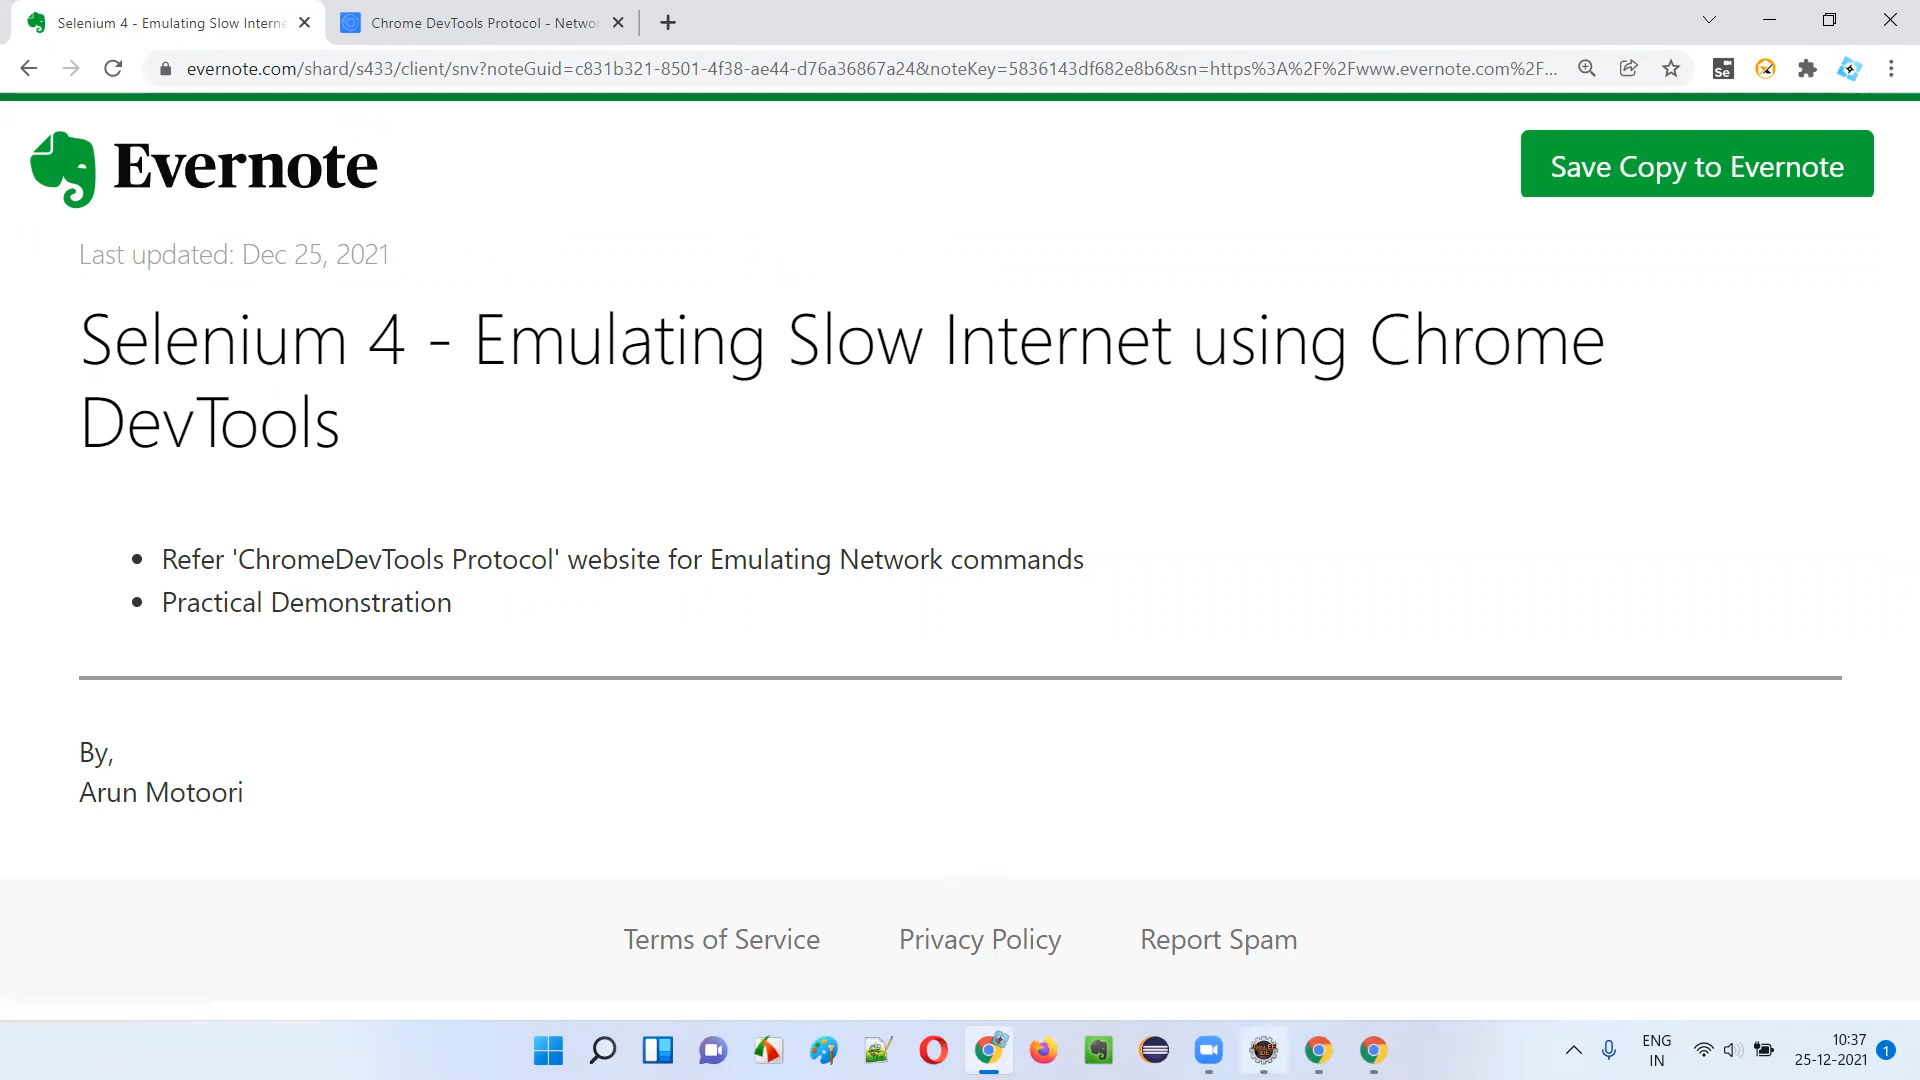 Selenium 4 - Emulating Slow Interne
Chrome DevTools Protocol - Netwo
evernote.com/shard/s433/client/snv?noteGuid=c831b321-8501-4f38-ae44-d76a36867a24&noteKey=5836143df682e8b6&sn=https%3A%2F%2Fwww.evernote.com%2F...
Se
Evernote
Save Copy to Evernote
Last updated: Dec 25, 2021
Selenium 4 - Emulating Slow Internet using Chrome
DevTools
• Refer 'ChromeDevTools Protocol' website for Emulating Network commands
• Practical Demonstration
By,
Arun Motoori
Terms of Service Privacy Policy Report Spam
ENG
IN
10:37
25-12-2021
1